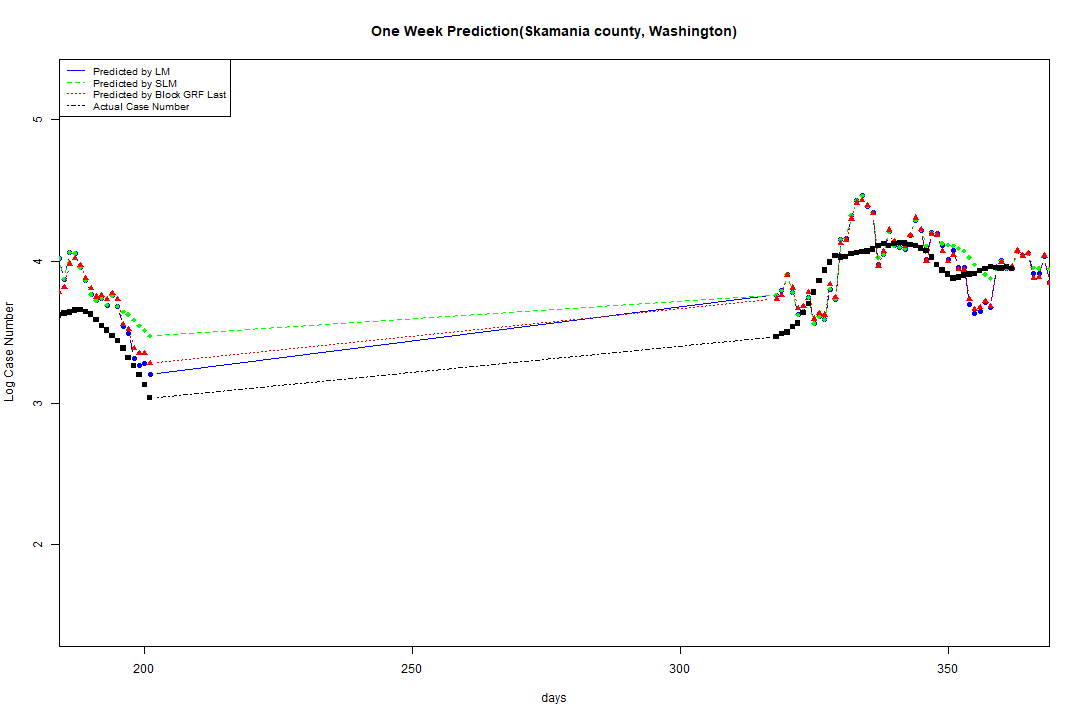 One Week Prediction(Skamania county, Washington)
Predicted by LM
Predicted by SLM
Predicted by Block GRF Last
Actual Case Number
5
4
3
2
Log Case Number
200 250 300 350
days